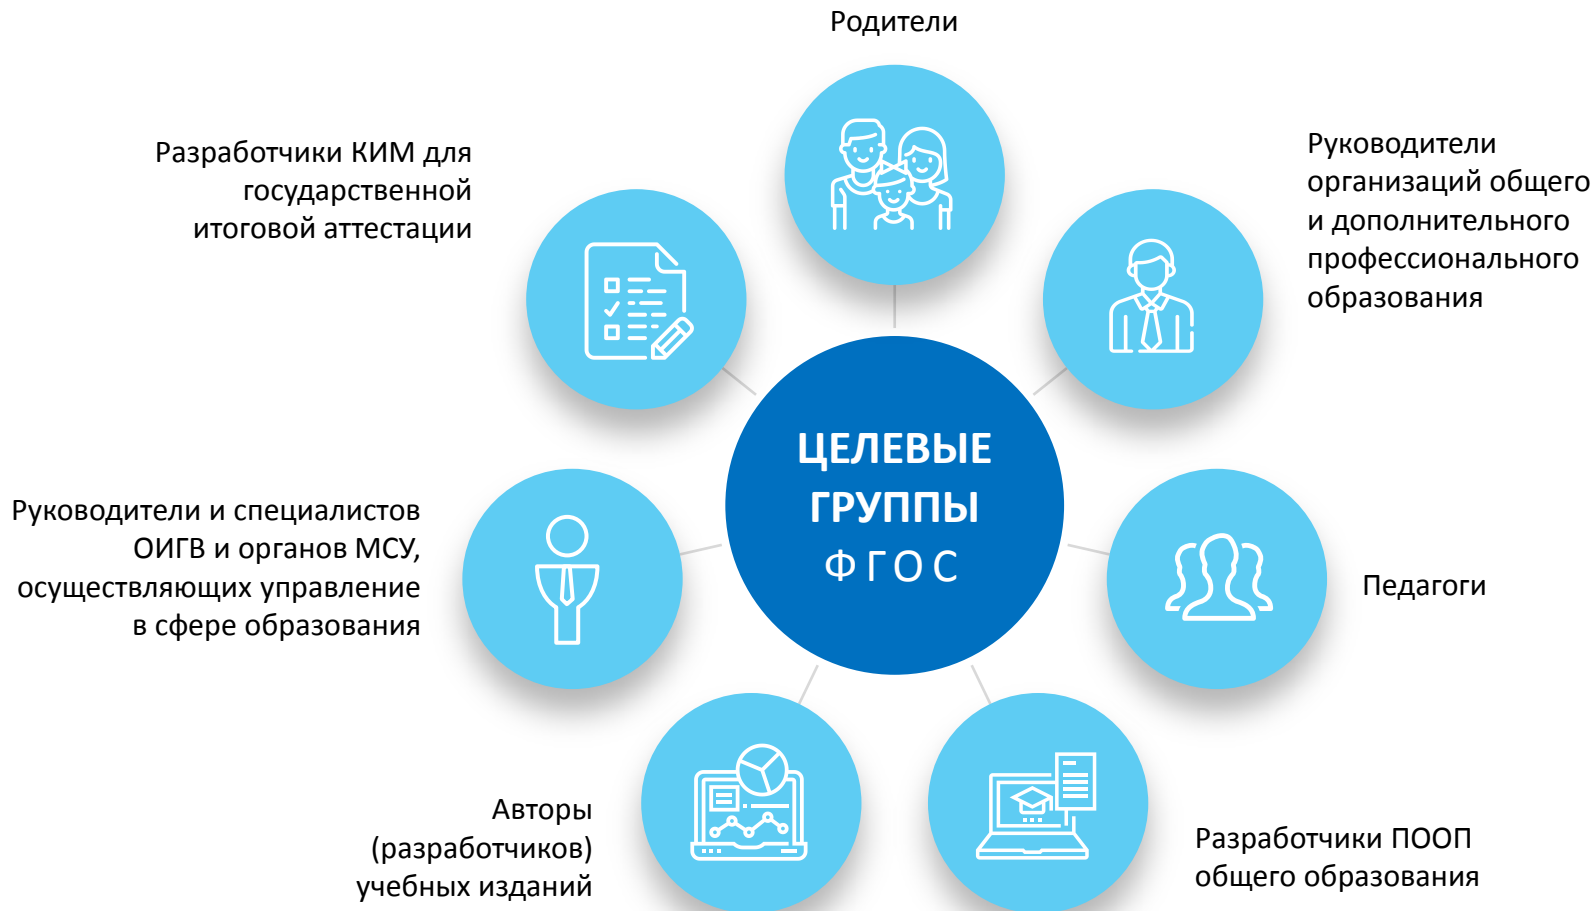 Родители
Разработчики КИМ для
государственной
итоговой аттестации
Руководители
организаций общего
и дополнительного
профессионального
образования
ЦЕЛЕВЫЕ
ГРУППЫ
ФГОС
Руководители и специалистов
ОИГВ и органов МСУ,
осуществляющих управление
в сфере образования
Педагоги
Авторы
(разработчиков)
учебных изданий
Разработчики ПООП
общего образования